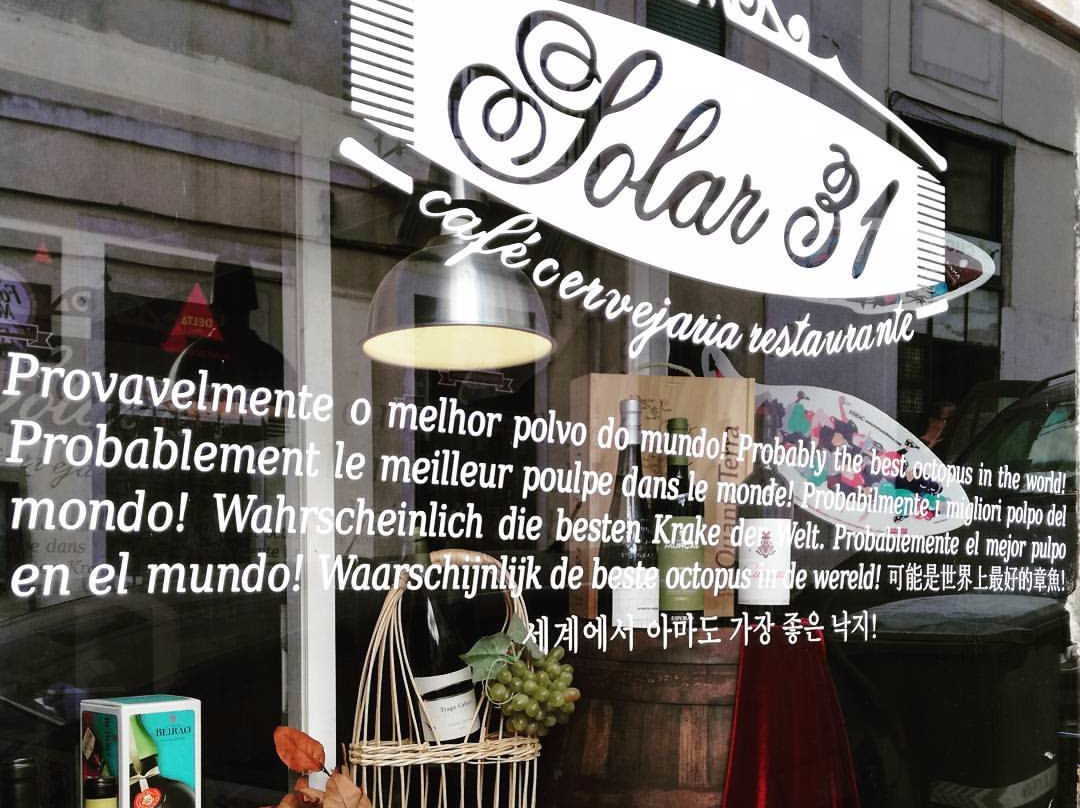 Solar 31
café cervejaria restaurante
Provavelmente o melhor polvo do mundo! Probably the best octopus in the world!
Probablement le meilleur poulpe dans le monde! Probabilmente i migliori polpo del
mondo! Wahrscheinlich die besten Krake der Welt. Probablemente el mejor pulpo
en el mundo! Waarschijnlijk de beste octopus in de wereld! 可能是世界上最好的章魚!
세계에서 아마도 가장 좋은 낙지!
DELTA
BEIRÃO